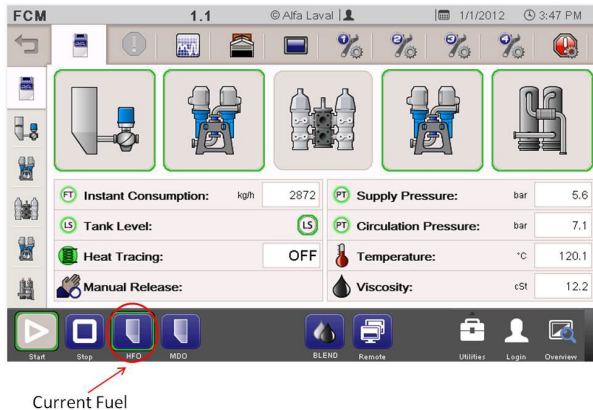 FCM 1.1 © Alfa Laval 1/1/2012 3:47 PM
FT Instant Consumption: kg/h 2872 PT Supply Pressure: bar 5.6
LS Tank Level: LS PT Circulation Pressure: bar 7.1
Heat Tracing: OFF Temperature: °C 120.1
Manual Release: Viscosity: cSt 12.2
Start Stop HFO MDO BLEND Remote Utilities Login Overview
Current Fuel